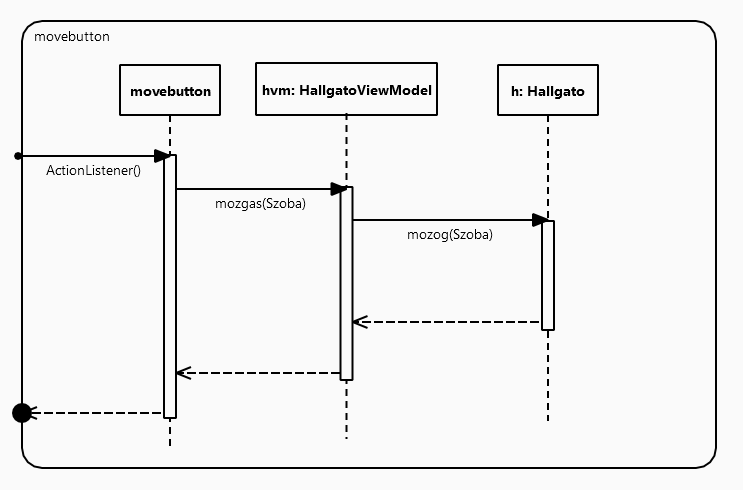 movebutton
movebutton
hvm: HallgatoViewModel
h: Hallgato
ActionListener()
mozgas(Szoba)
mozog(Szoba)